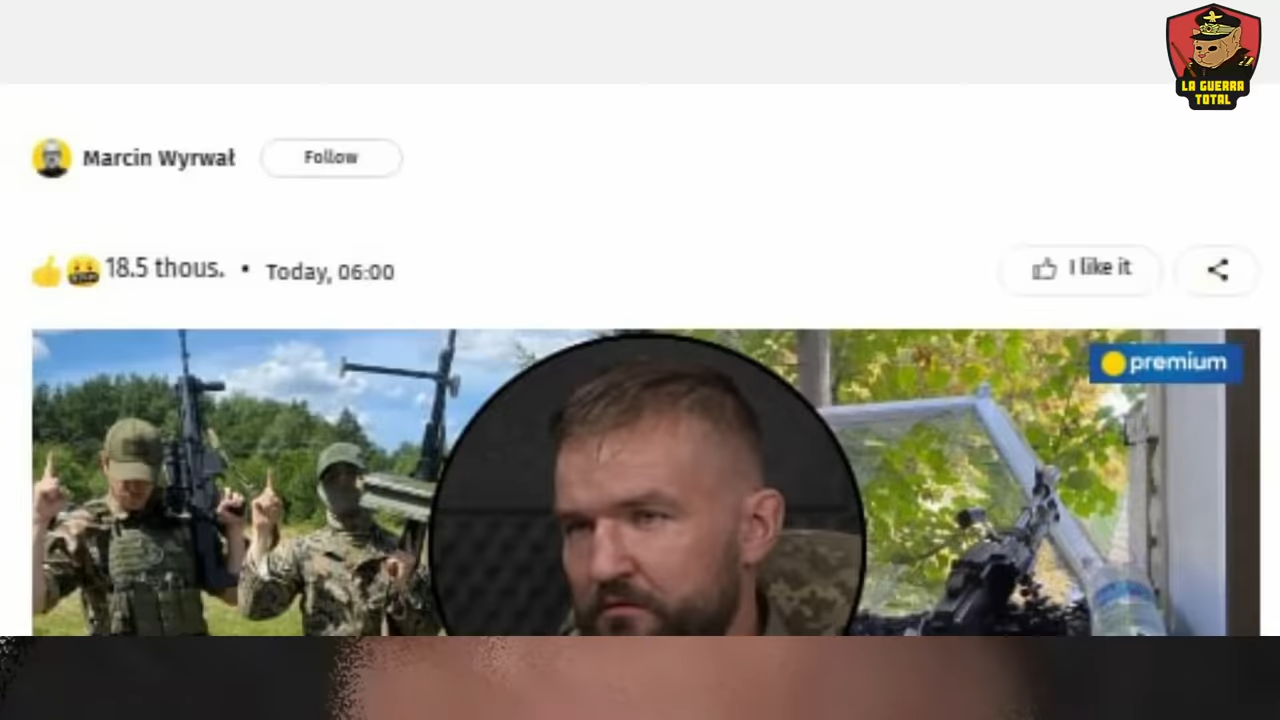 LA GUERRA
TOTAL
Marcin Wyrwał
Follow
18.5 thous. • Today, 06:00
I like it
premium